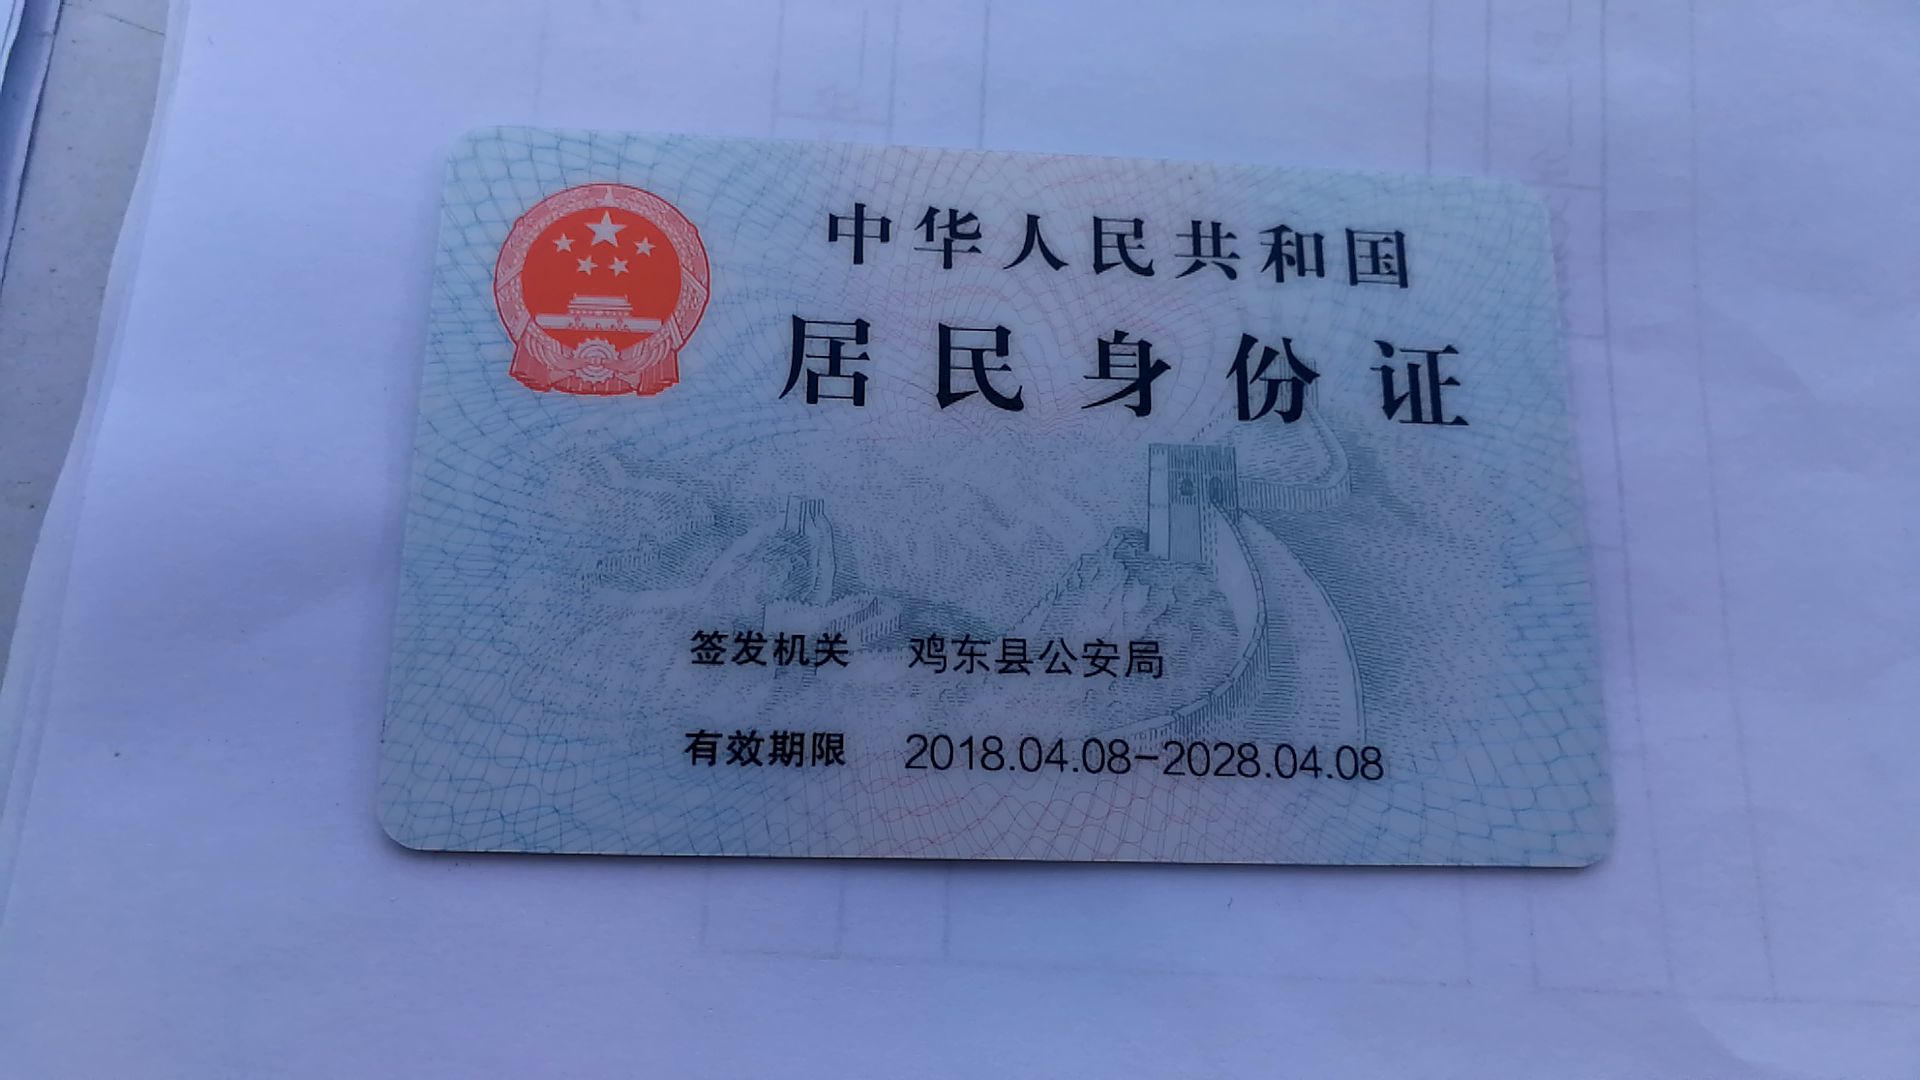 中华人民共和国
居民身份证
签发机关 鸡东县公安局
有效期限 2018.04.08-2028.04.08